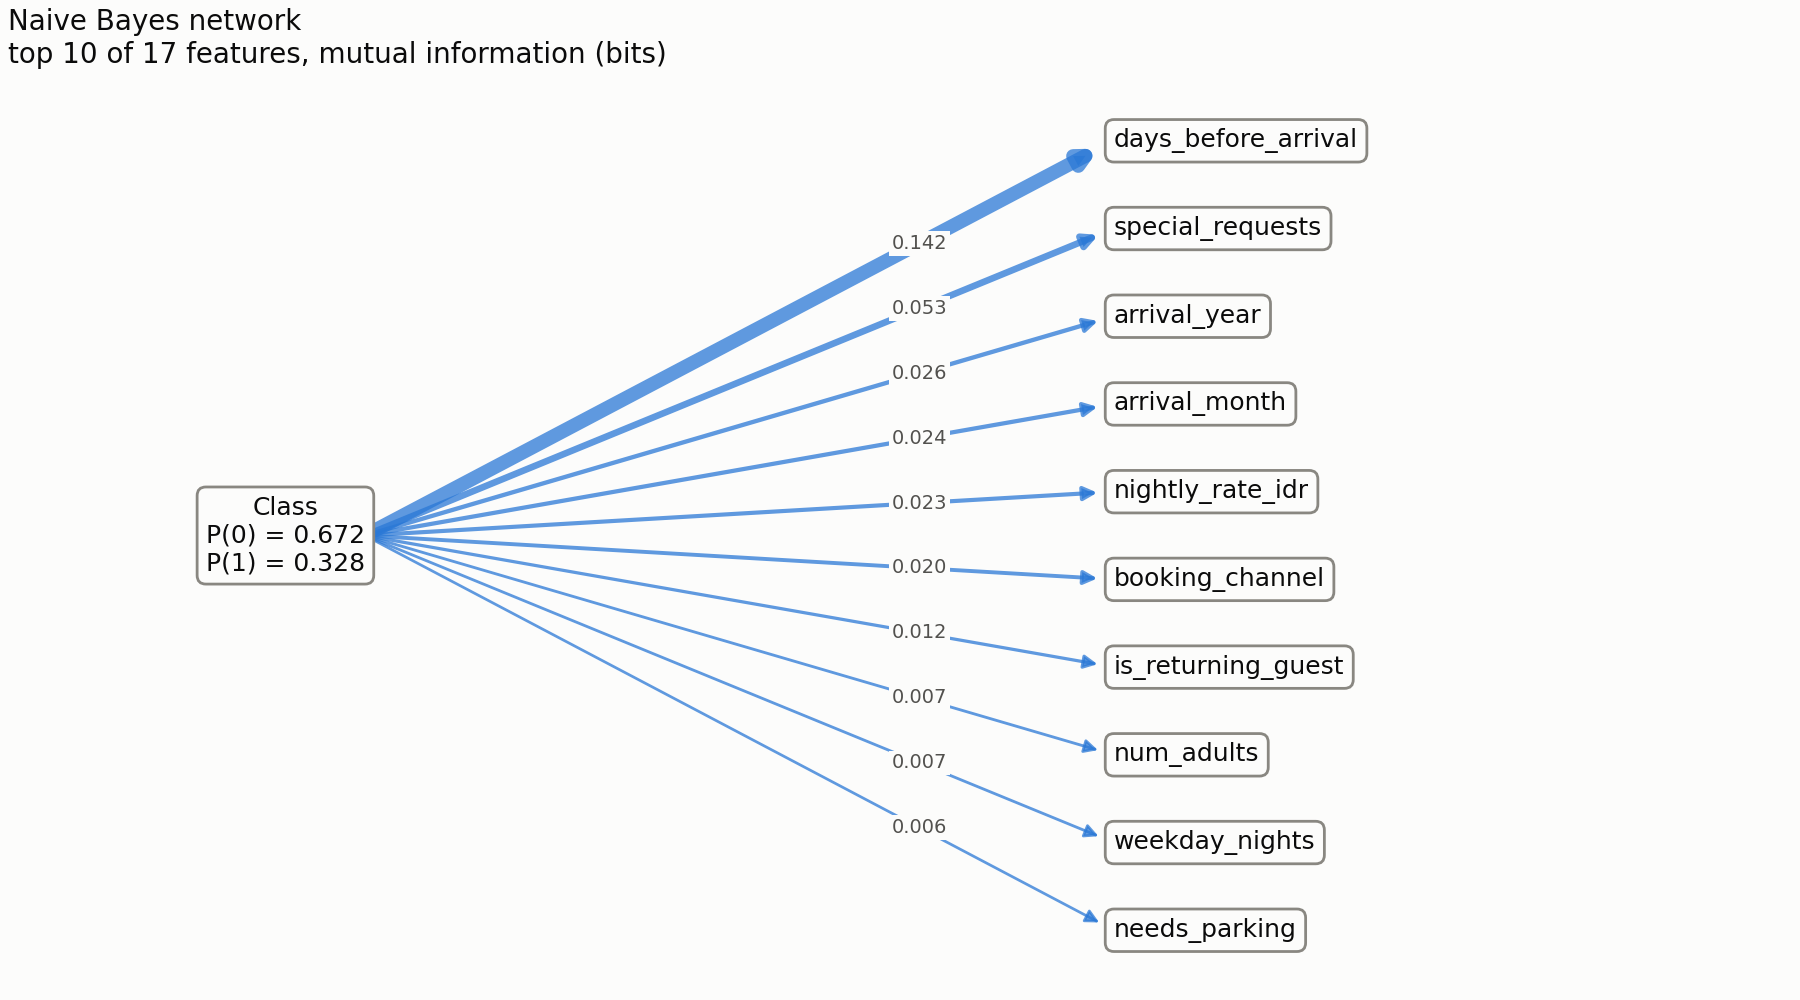 Naive Bayes network
top 10 of 17 features, mutual information (bits)
days_before_arrival
0.142
special_requests
0.053
arrival_year
0.026
arrival_month
0.024
nightly_rate_idr
0.023
Class
P(0) = 0.672
P(1) = 0.328
booking_channel
0.020
is_returning_guest
0.012
num_adults
0.007
weekday_nights
0.007
needs_parking
0.006